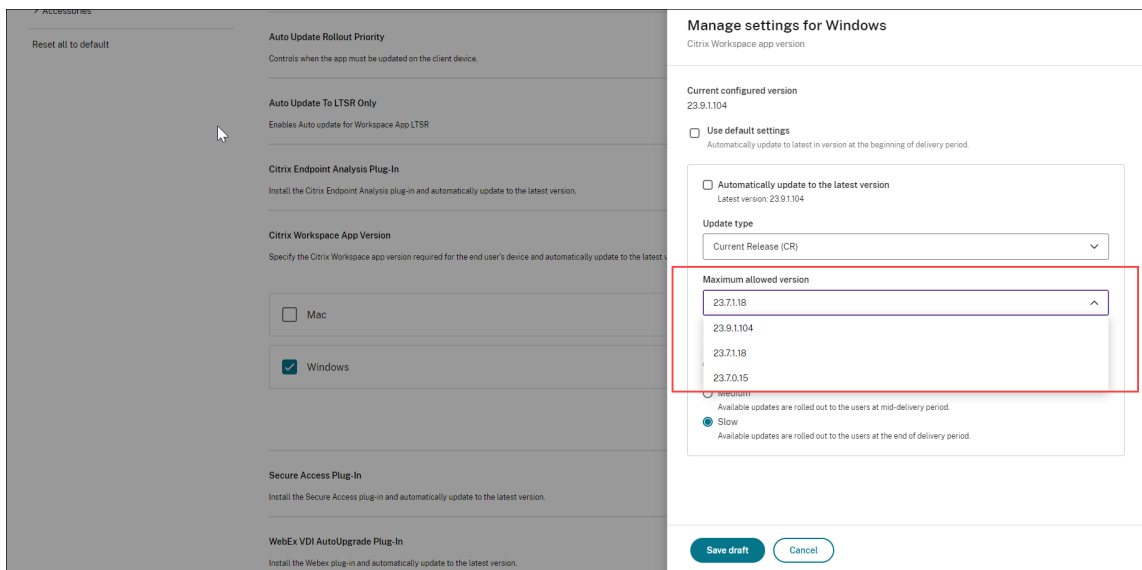 Accessories
Reset all to default
Auto Update Rollout Priority
Controls when the app must be updated on the client device.
Auto Update To LTSR Only
Enables Auto update for Workspace App LTSR
Citrix Endpoint Analysis Plug-In
Install the Citrix Endpoint Analysis plug-in and automatically update to the latest version.
Citrix Workspace App Version
Specify the Citrix Workspace app version required for the end user's device and automatically update to the latest v
Mac
Windows
Secure Access Plug-In
Install the Secure Access plug-in and automatically update to the latest version.
WebEx VDI AutoUpgrade Plug-In
Install the Webex plug-in and automatically update to the latest version.
Manage settings for Windows
Citrix Workspace app version
Current configured version
23.9.1.104
Use default settings
Automatically update to latest in version at the beginning of delivery period.
Automatically update to the latest version
Latest version: 23.9.1.104
Update type
Current Release (CR)
Maximum allowed version
23.7.1.18
23.9.1.104
23.7.1.18
23.7.0.15
Medium
Available updates are rolled out to the users at mid-delivery period.
Slow
Available updates are rolled out to the users at the end of delivery period.
Save draft
Cancel